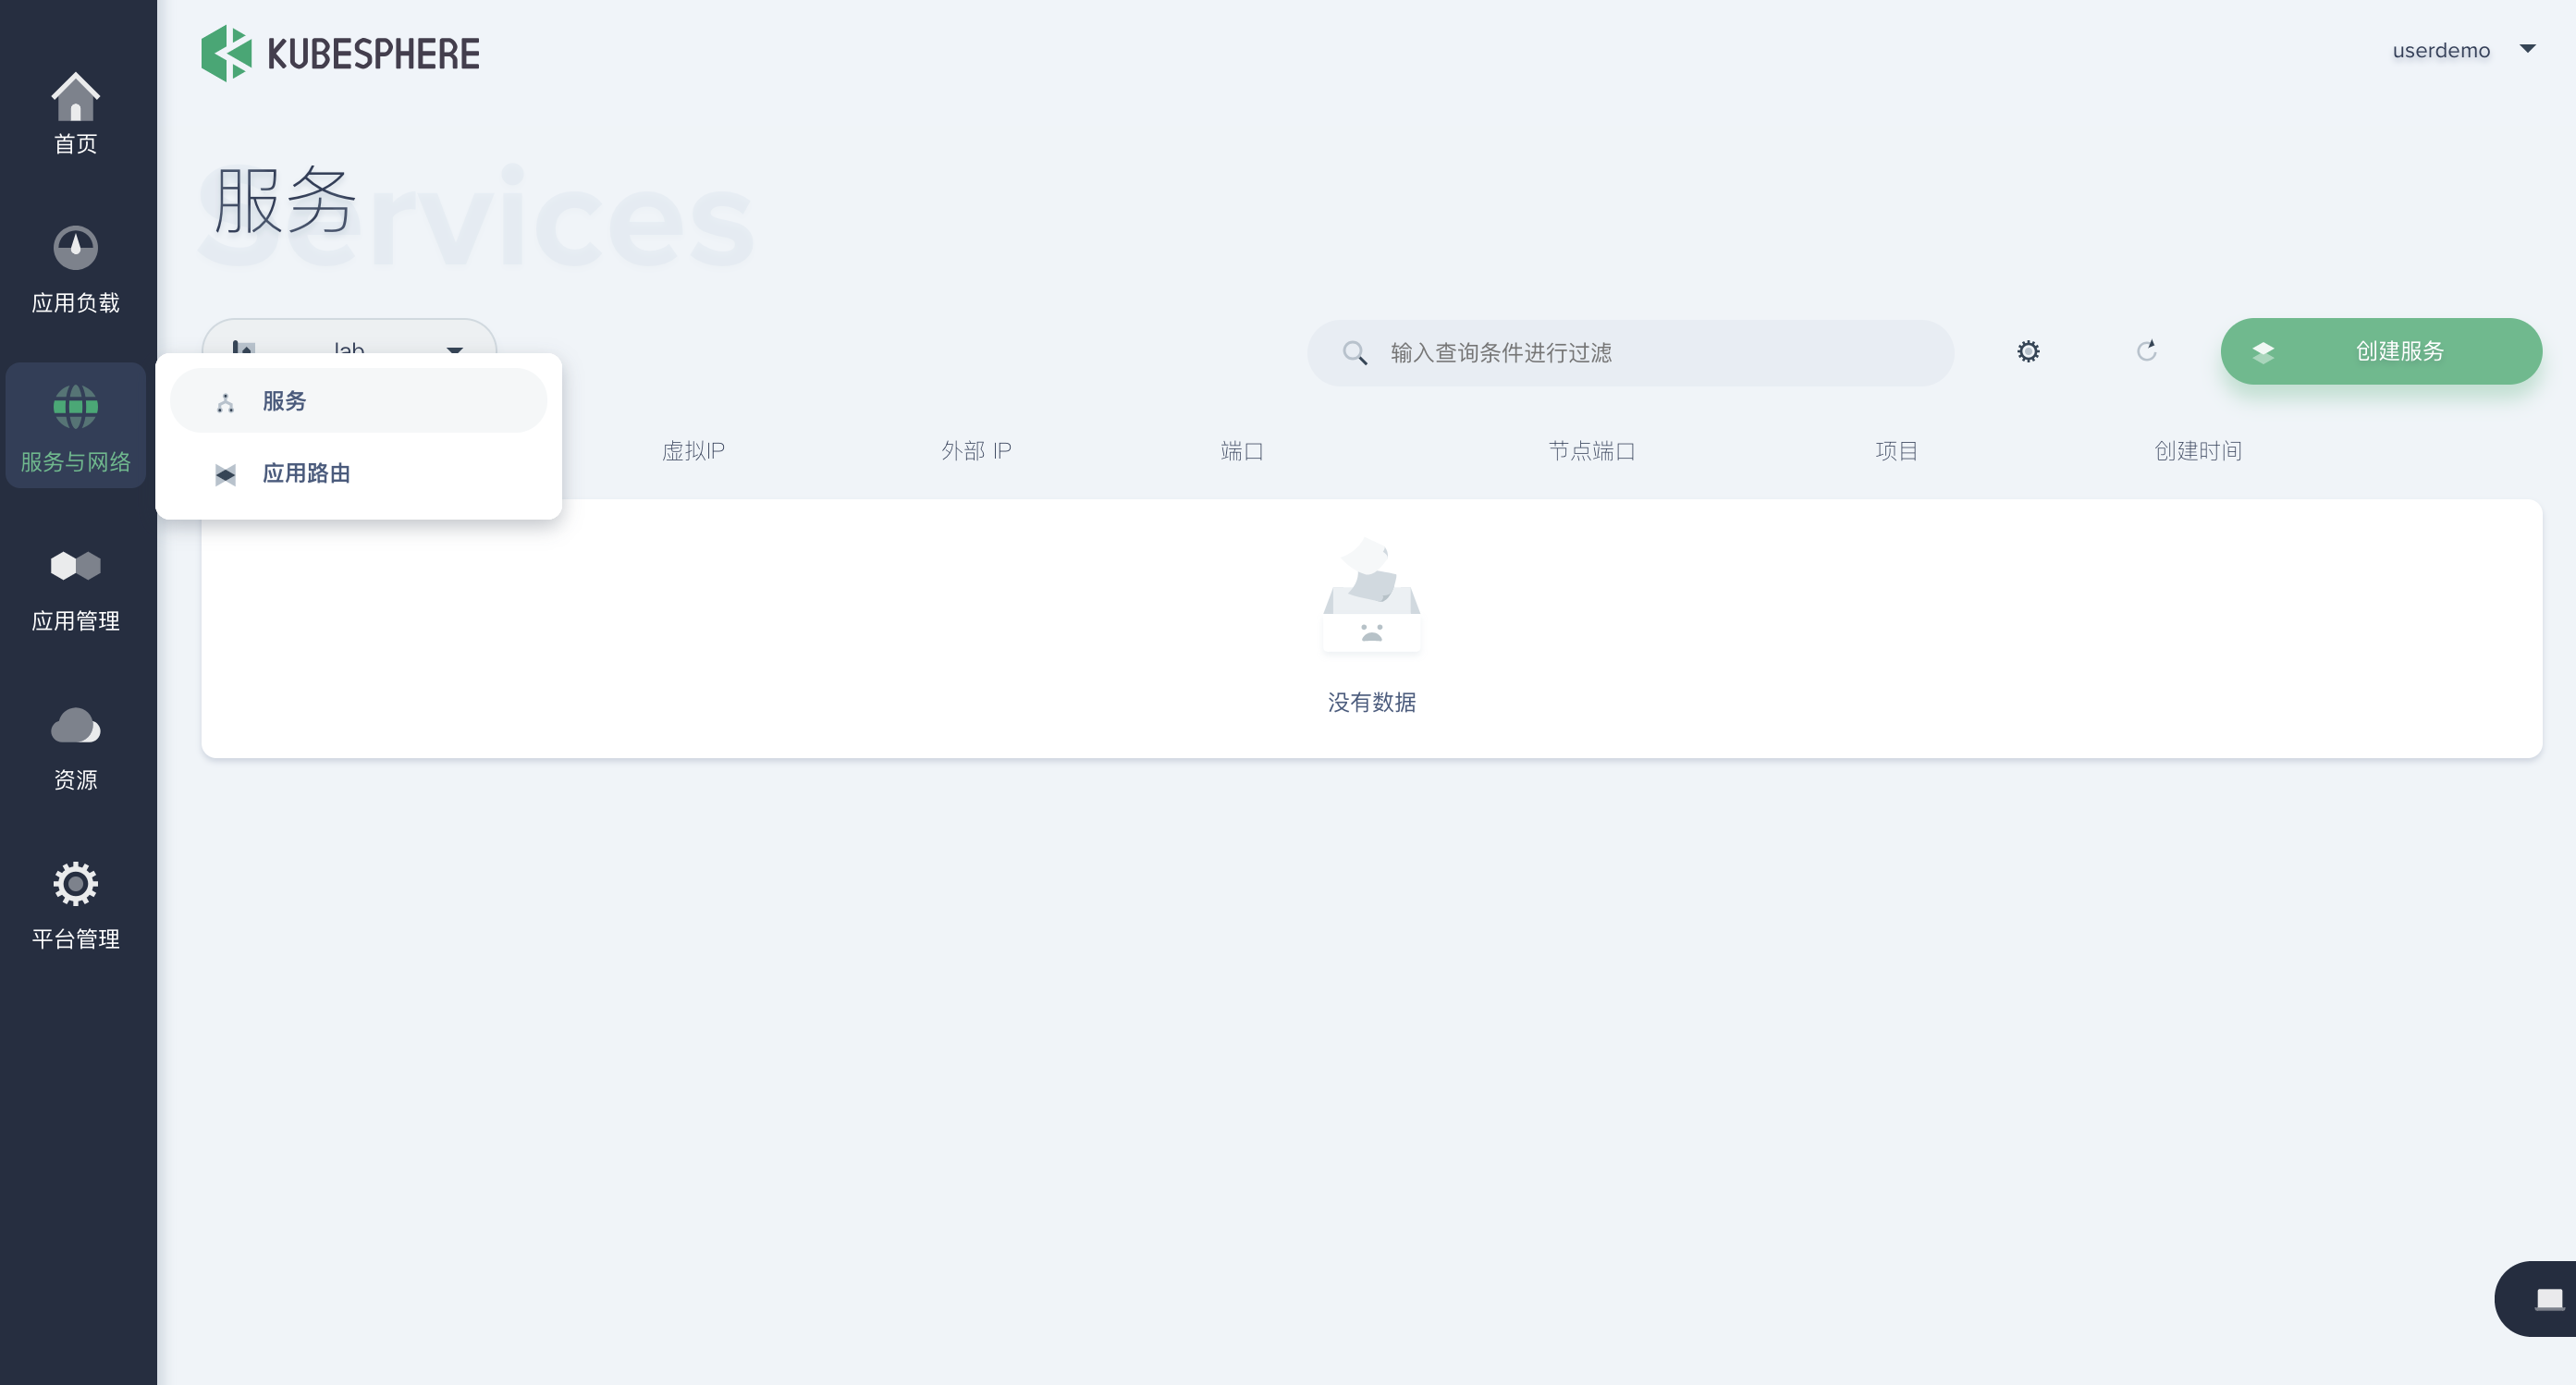 KUBESPHERE
userdemo
首页
Services
服务
应用负载
lab
输入查询条件进行过滤
创建服务
服务
服务与网络
应用路由
虚拟IP
外部 IP
端口
节点端口
项目
创建时间
没有数据
应用管理
资源
平台管理